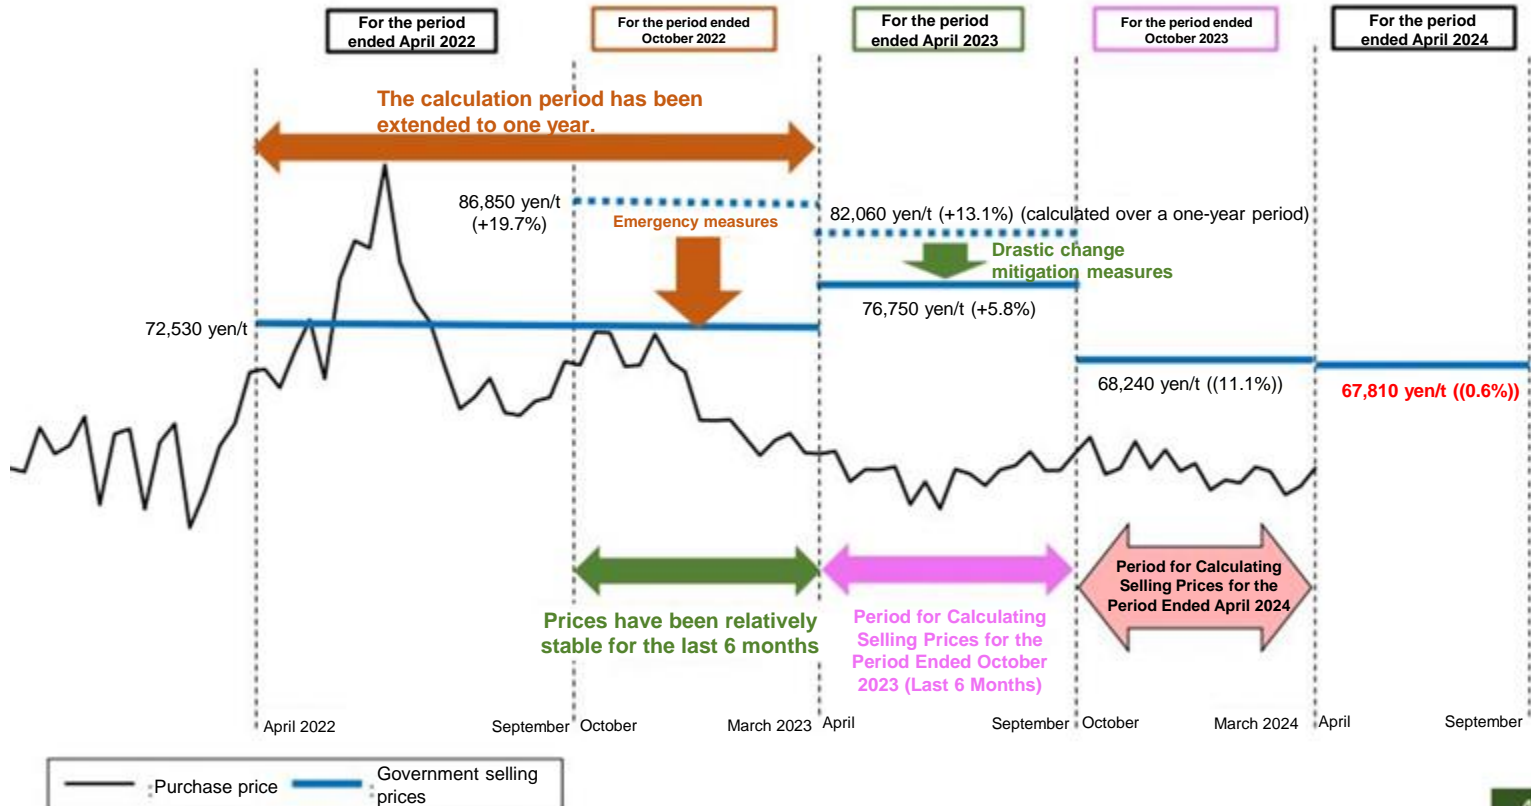 For the period
ended April 2022
For the period ended
October 2022
For the period
ended April 2023
For the period ended
October 2023
For the period
ended April 2024
The calculation period has been
extended to one year.
86,850 yen/t
(+19.7%)
Emergency measures
82,060 yen/t (+13.1%) (calculated over a one-year period)
Drastic change
mitigation measures
76,750 yen/t (+5.8%)
72,530 yen/t
68,240 yen/t ((11.1%))
67,810 yen/t ((0.6%))
Prices have been relatively
stable for the last 6 months
Period for Calculating
Selling Prices for the
Period Ended October
2023 (Last 6 Months)
Period for Calculating
Selling Prices for the
Period Ended April 2024
April 2022
September
October
March 2023
April
September
October
March 2024
April
September
:Purchase price
:Government selling
prices